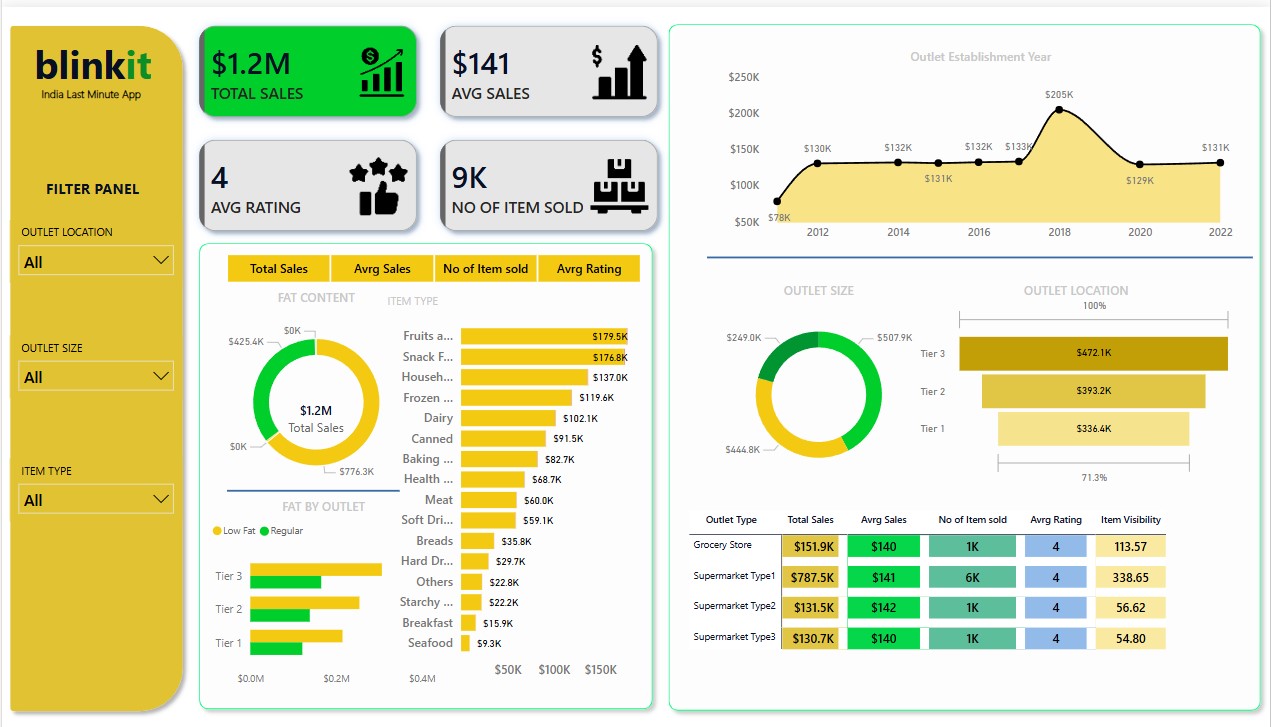 blinkit
India Last Minute App
FILTER PANEL
OUTLET LOCATION
All
OUTLET SIZE
All
ITEM TYPE
All
$1.2M
TOTAL SALES
$141
AVG SALES
4
AVG RATING
9K
NO OF ITEM SOLD
Total Sales Avrg Sales No of Item sold Avrg Rating
FAT CONTENT
$0K
$425.4K
$1.2M
Total Sales
$0K
$776.3K
FAT BY OUTLET
Low Fat Regular
Tier 3
Tier 2
Tier 1
$0.0M $0.2M $0.4M
ITEM TYPE
Fruits a... $179.5K
Snack F... $176.8K
Househ... $137.0K
Frozen ... $119.6K
Dairy $102.1K
Canned $91.5K
Baking ... $82.7K
Health ... $68.7K
Meat $60.0K
Soft Dri... $59.1K
Breads $35.8K
Hard Dr... $29.7K
Others $22.8K
Starchy ... $22.2K
Breakfast $15.9K
Seafood $9.3K
$50K $100K $150K
Outlet Establishment Year
$250K
$200K
$150K
$100K
$50K
$78K $130K $132K $131K $132K $133K $205K $129K $131K
2012 2014 2016 2018 2020 2022
OUTLET SIZE
$249.0K $507.9K
$444.8K
OUTLET LOCATION
100%
Tier 3 $472.1K
Tier 2 $393.2K
Tier 1 $336.4K
71.3%
Outlet Type Total Sales Avrg Sales No of Item sold Avrg Rating Item Visibility
Grocery Store $151.9K $140 1K 4 113.57
Supermarket Type1 $787.5K $141 6K 4 338.65
Supermarket Type2 $131.5K $142 1K 4 56.62
Supermarket Type3 $130.7K $140 1K 4 54.80